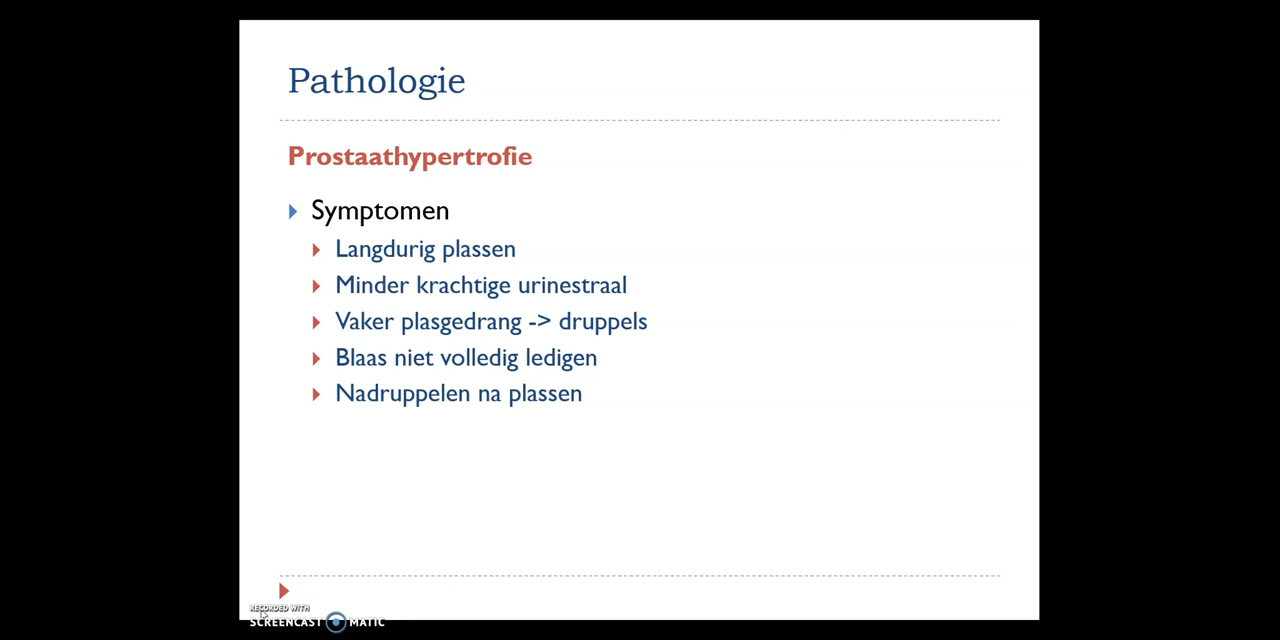 Pathologie
Prostaathypertrofie
Symptomen
Langdurig plassen
Minder krachtige urinestraal
Vaker plasgedrang -> druppels
Blaas niet volledig ledigen
Nadruppelen na plassen
RECORDED WITH
SCREENCAST MATIC